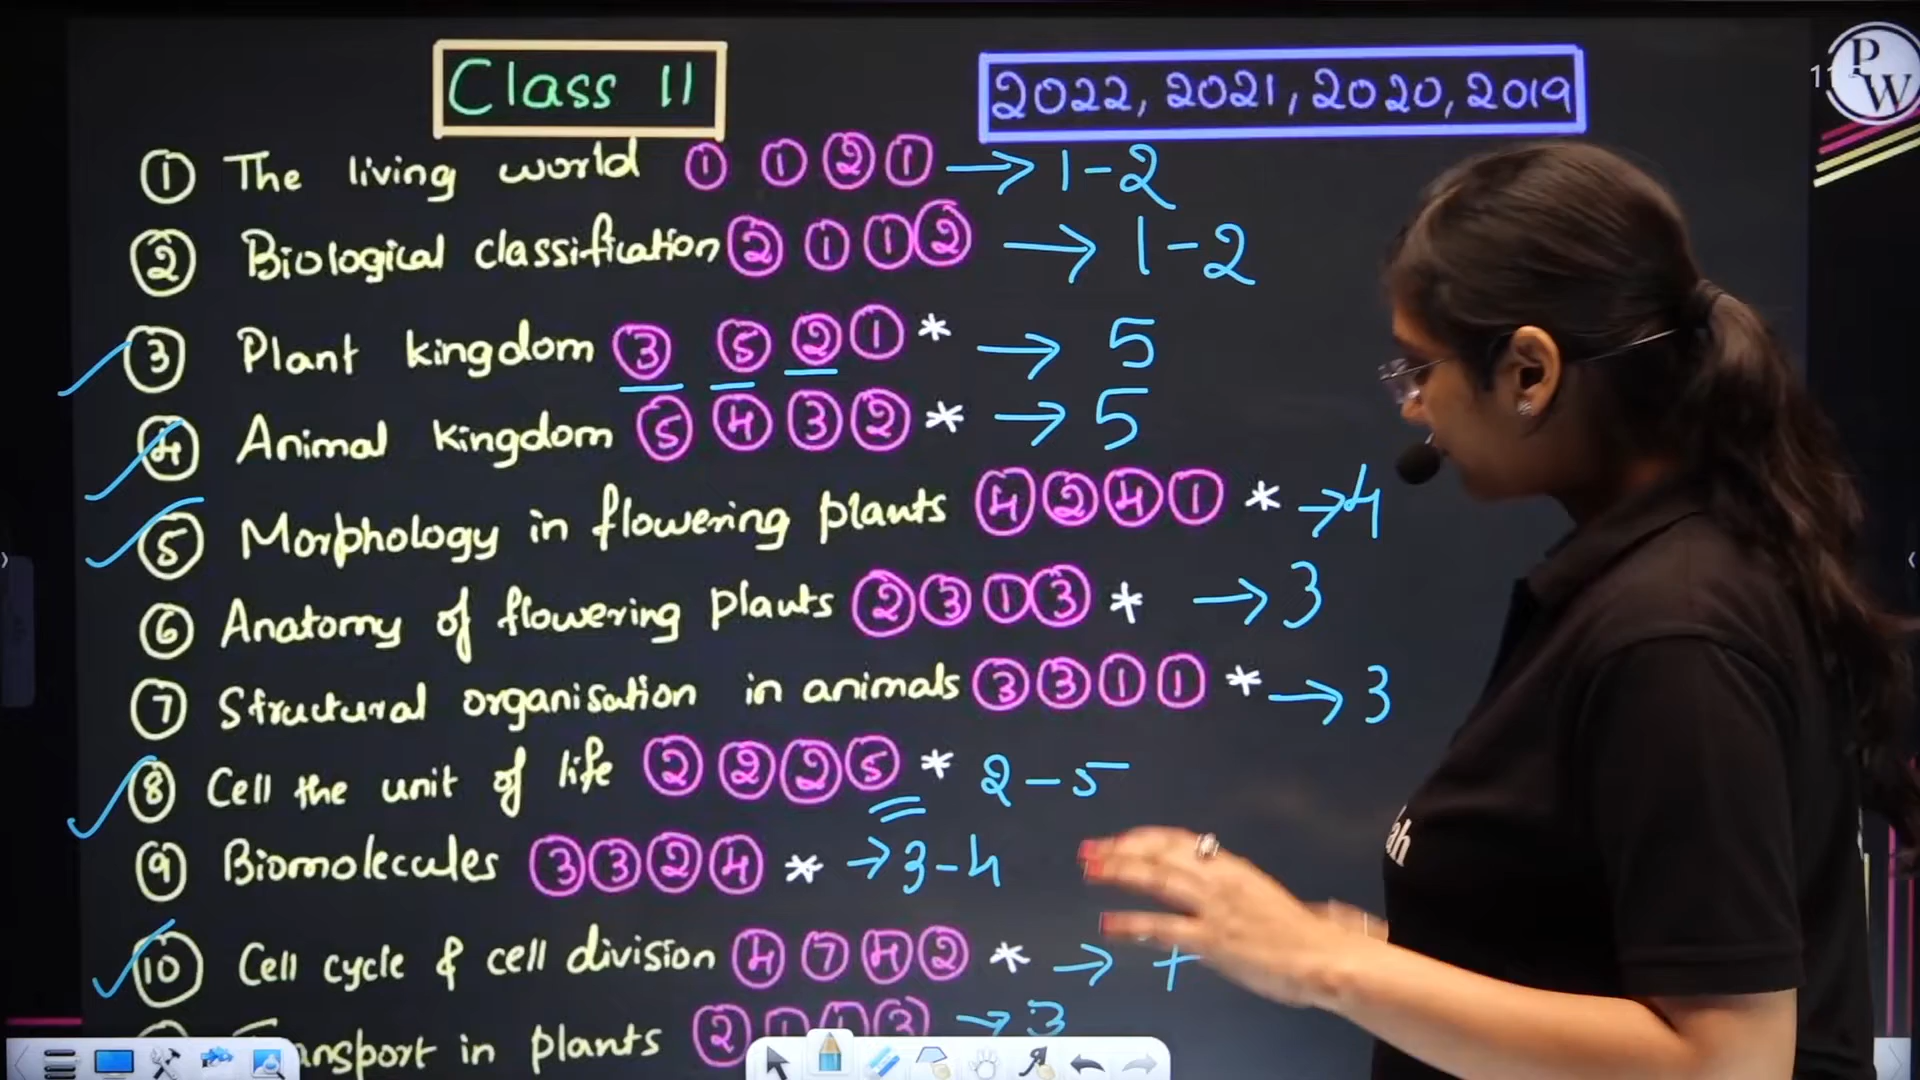 Class 11
2022, 2021, 2020, 2019
PW
① The living world ① ① ② ① → 1-2
② Biological classification ② ① ① ② → 1-2
③ Plant kingdom ③ ⑤ ② ① * → 5
④ Animal kingdom ⑤ ④ ③ ② * → 5
⑤ Morphology in flowering plants ④ ② ④ ① * → 4
⑥ Anatomy of flowering plants ② ③ ① ③ * → 3
⑦ Structural organisation in animals ③ ③ ① ① * → 3
⑧ Cell the unit of life ② ② ② ⑤ * 2-5
⑨ Biomolecules ③ ③ ② ④ * → 3-4
⑩ Cell cycle & cell division ④ ⑦ ④ ② * →
in plants ② ③ → 3
ah